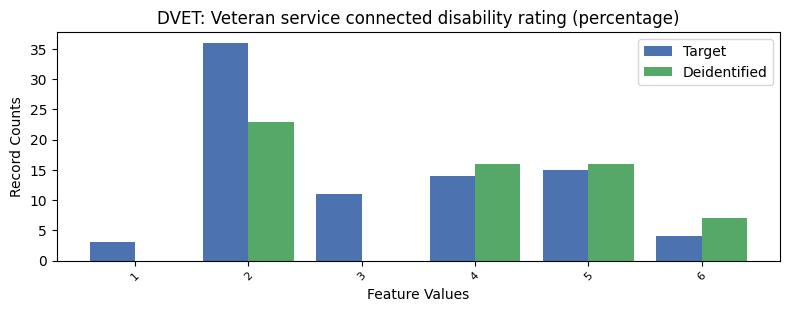 DVET: Veteran service connected disability rating (percentage)
Target
Deidentified
Record Counts
35
30
25
20
15
10
5
0
1 2 3 4 5 6
Feature Values